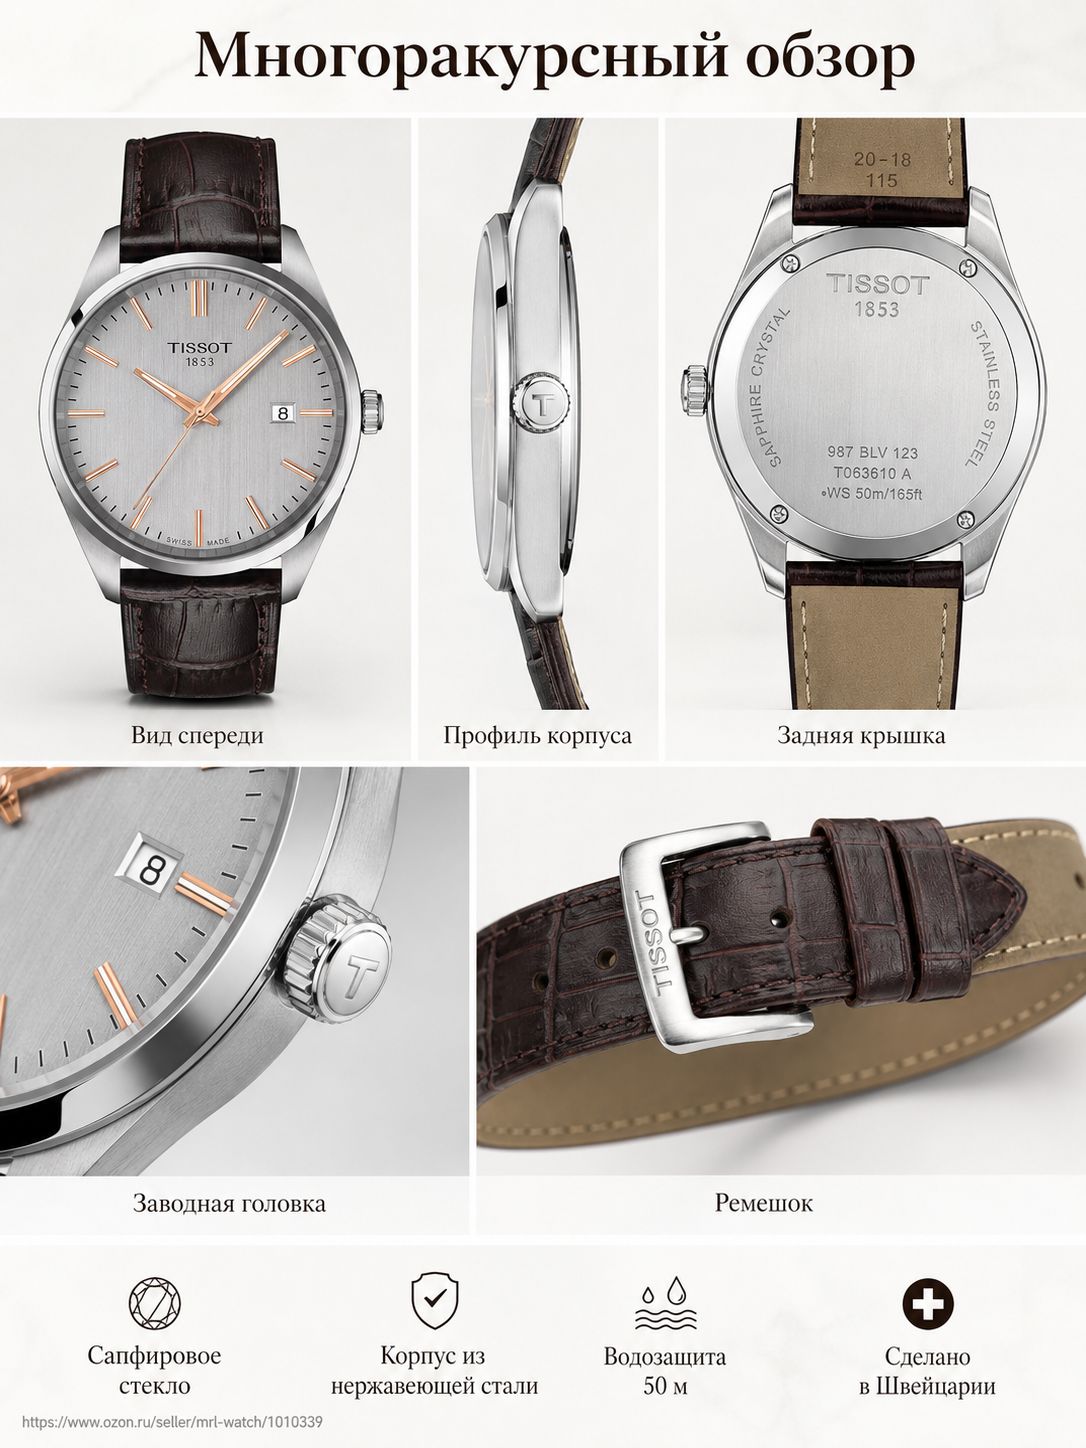 Многоракурсный обзор
TISSOT
1853
8
SWISS MADE
Вид спереди
T
Профиль корпуса
20-18
115
TISSOT
1853
SAPPHIRE CRYSTAL
STAINLESS STEEL
987 BLV 123
T063610 A
WS 50m/165ft
Задняя крышка
8
T
Заводная головка
TISSOT
Ремешок
Сапфировое
стекло
Корпус из
нержавеющей стали
Водозащита
50 м
Сделано
в Швейцарии
https://www.ozon.ru/seller/mrl-watch/1010339